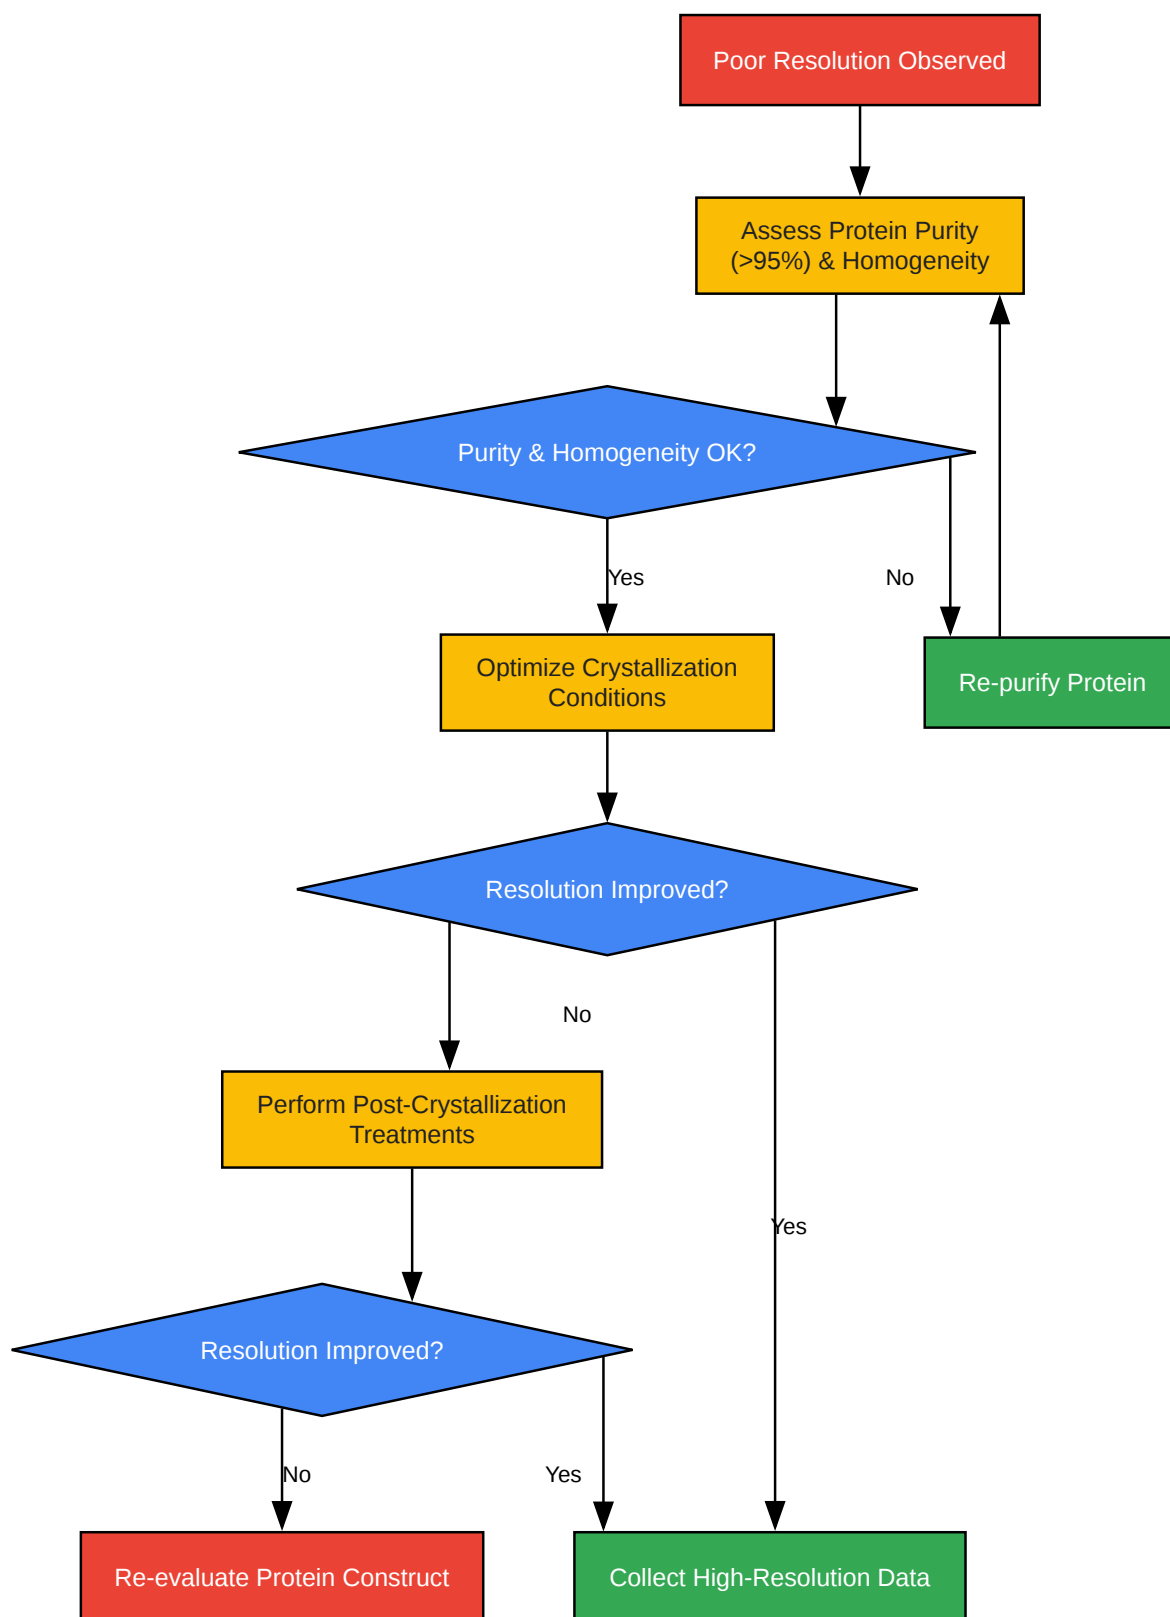 Poor Resolution Observed
Assess Protein Purity
(>95%) & Homogeneity
Purity & Homogeneity OK?
Yes
No
Optimize Crystallization
Conditions
Re-purify Protein
Resolution Improved?
No
Perform Post-Crystallization
Treatments
Yes
Resolution Improved?
No
Yes
Re-evaluate Protein Construct
Collect High-Resolution Data